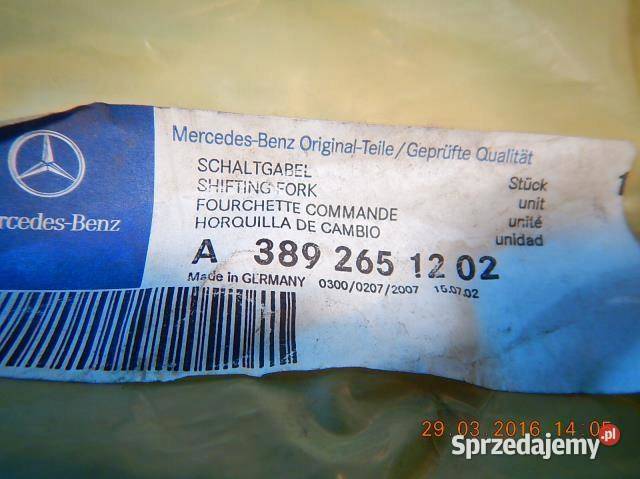 Mercedes-Benz Original-Teile/Geprüfte Qualität
SCHALTGABEL
SHIFTING FORK
FOURCHETTE COMMANDE
HORQUILLA DE CAMBIO
Stück 1
unit
unité
unidad
rcedes-Benz
A 389 265 12 02
Made in GERMANY 0300/0207/2007 15.07.02
29.03.2016 14:05
Sprzedajemy.pl